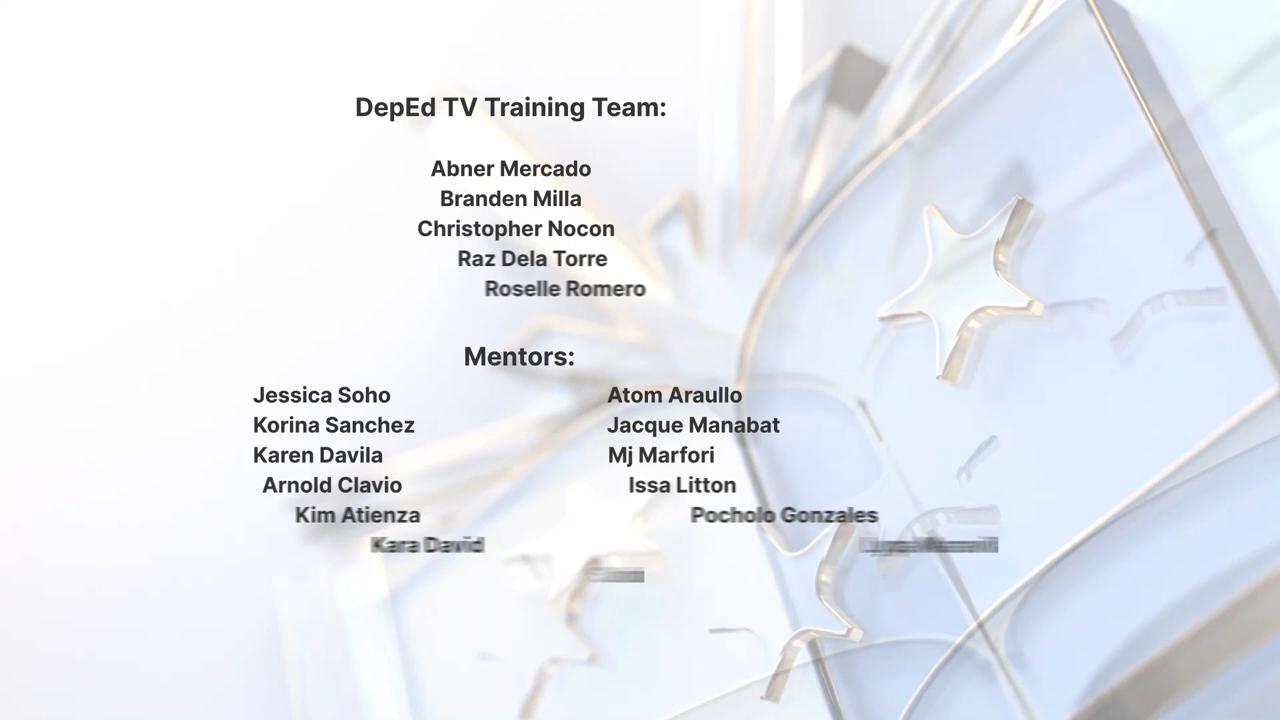 DepEd TV Training Team:
Abner Mercado
Branden Milla
Christopher Nocon
Raz Dela Torre
Roselle Romero
Mentors:
Jessica Soho
Korina Sanchez
Karen Davila
Arnold Clavio
Kim Atienza
Kara David
Atom Araullo
Jacque Manabat
Mj Marfori
Issa Litton
Pocholo Gonzales